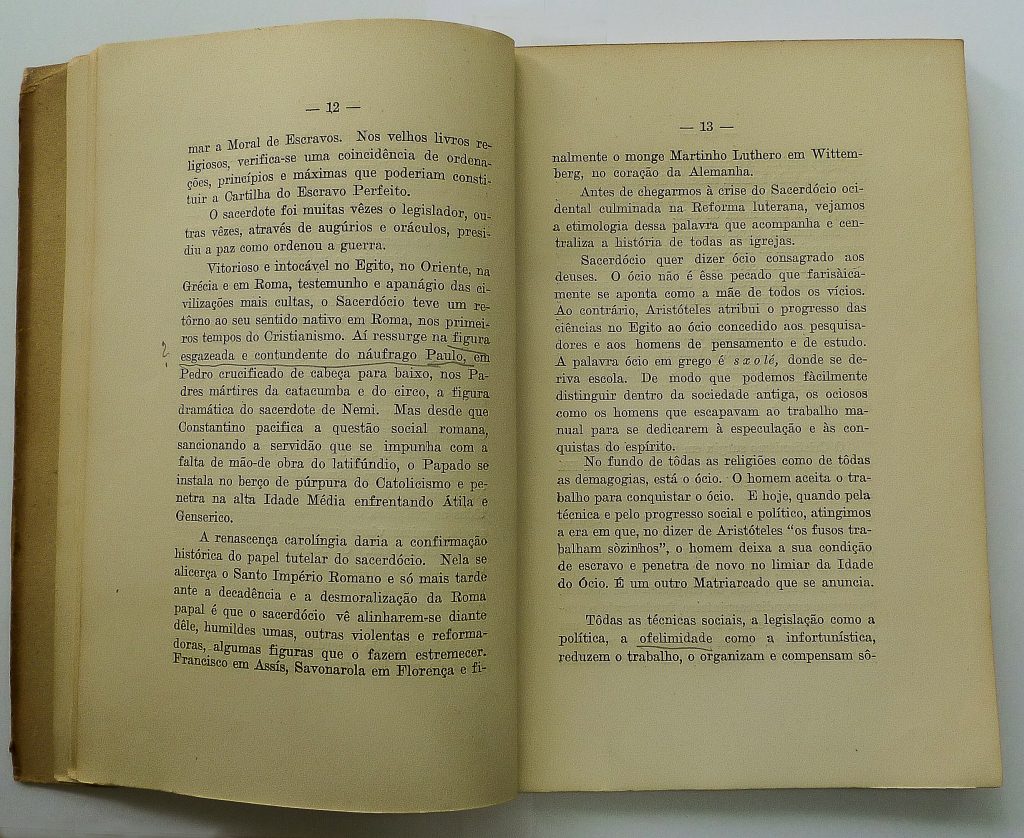 — 12 —
mar a Moral de Escravos. Nos velhos livros re-
ligiosos, verifica-se uma coincidência de ordena-
ções, princípios e máximas que poderiam consti-
tuir a Cartilha do Escravo Perfeito.
O sacerdote foi muitas vêzes o legislador, ou-
tras vêzes, através de augúrios e oráculos, presi-
diu a paz como ordenou a guerra.
Vitorioso e intocável no Egito, no Oriente, na
Grécia e em Roma, testemunho e apanágio das ci-
vilizações mais cultas, o Sacerdócio teve um re-
tôrno ao seu sentido nativo em Roma, nos primei-
ros tempos do Cristianismo. Aí ressurge na figura
?
esgazeada e contundente do náufrago Paulo, em
Pedro crucificado de cabeça para baixo, nos Pa-
dres mártires da catacumba e do circo, a figura
dramática do sacerdote de Nemi. Mas desde que
Constantino pacifica a questão social romana,
sancionando a servidão que se impunha com a
falta de mão-de obra do latifúndio, o Papado se
instala no berço de púrpura do Catolicismo e pe-
netra na alta Idade Média enfrentando Átila e
Genserico.
A renascença carolíngia daria a confirmação
histórica do papel tutelar do sacerdócio. Nela se
alicerça o Santo Império Romano e só mais tarde
ante a decadência e a desmoralização da Roma
papal é que o sacerdócio vê alinharem-se diante
dêle, humildes umas, outras violentas e reforma-
doras, algumas figuras que o fazem estremecer.
Francisco em Assís, Savonarola em Florença e fi-
— 13 —
nalmente o monge Martinho Luthero em Wittem-
berg, no coração da Alemanha.
Antes de chegarmos à crise do Sacerdócio oci-
dental culminada na Reforma luterana, vejamos
a etimologia dessa palavra que acompanha e cen-
traliza a história de todas as igrejas.
Sacerdócio quer dizer ócio consagrado aos
deuses. O ócio não é êsse pecado que farisàica-
mente se aponta como a mãe de todos os vícios.
Ao contrário, Aristóteles atribui o progresso das
ciências no Egito ao ócio concedido aos pesquisa-
dores e aos homens de pensamento e de estudo.
A palavra ócio em grego é sxolé, donde se de-
riva escola. De modo que podemos fàcilmente
distinguir dentro da sociedade antiga, os ociosos
como os homens que escapavam ao trabalho ma-
nual para se dedicarem à especulação e às con-
quistas do espírito.
No fundo de tôdas as religiões como de tôdas
as demagogias, está o ócio. O homem aceita o tra-
balho para conquistar o ócio. E hoje, quando pela
técnica e pelo progresso social e político, atingimos
a era em que, no dizer de Aristóteles "os fusos tra-
balham sòzinhos", o homem deixa a sua condição
de escravo e penetra de novo no limiar da Idade
do Ócio. É um outro Matriarcado que se anuncia.
Tôdas as técnicas sociais, a legislação como a
política, a ofelimidade como a infortunística,
reduzem o trabalho, o organizam e compensam sô-